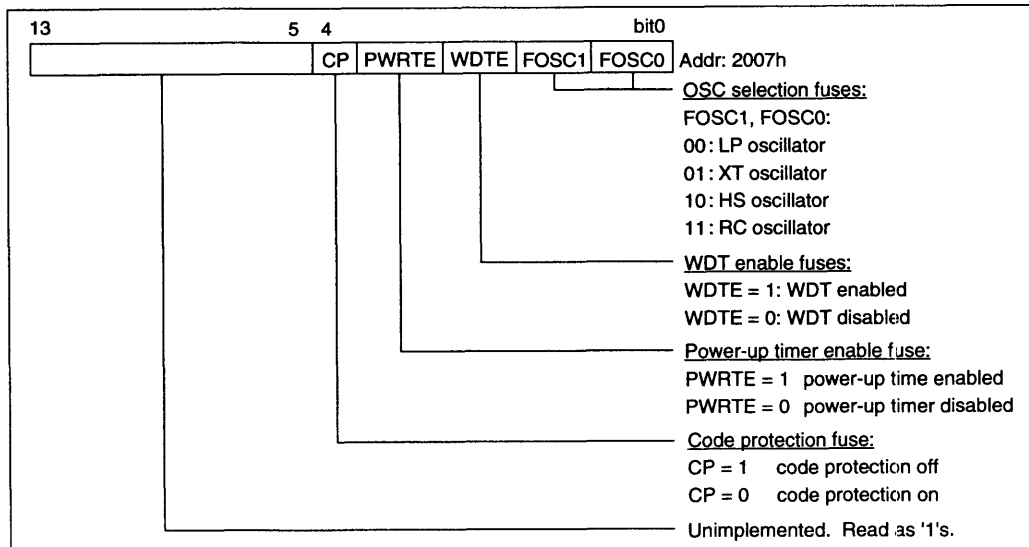 13 5 4 bit0
CP PWRTE WDTE FOSC1 FOSC0 Addr: 2007h
OSC selection fuses:
FOSC1, FOSC0:
00: LP oscillator
01: XT oscillator
10: HS oscillator
11: RC oscillator
WDT enable fuses:
WDTE = 1: WDT enabled
WDTE = 0: WDT disabled
Power-up timer enable fuse:
PWRTE = 1 power-up time enabled
PWRTE = 0 power-up timer disabled
Code protection fuse:
CP = 1 code protection off
CP = 0 code protection on
Unimplemented. Read as '1's.